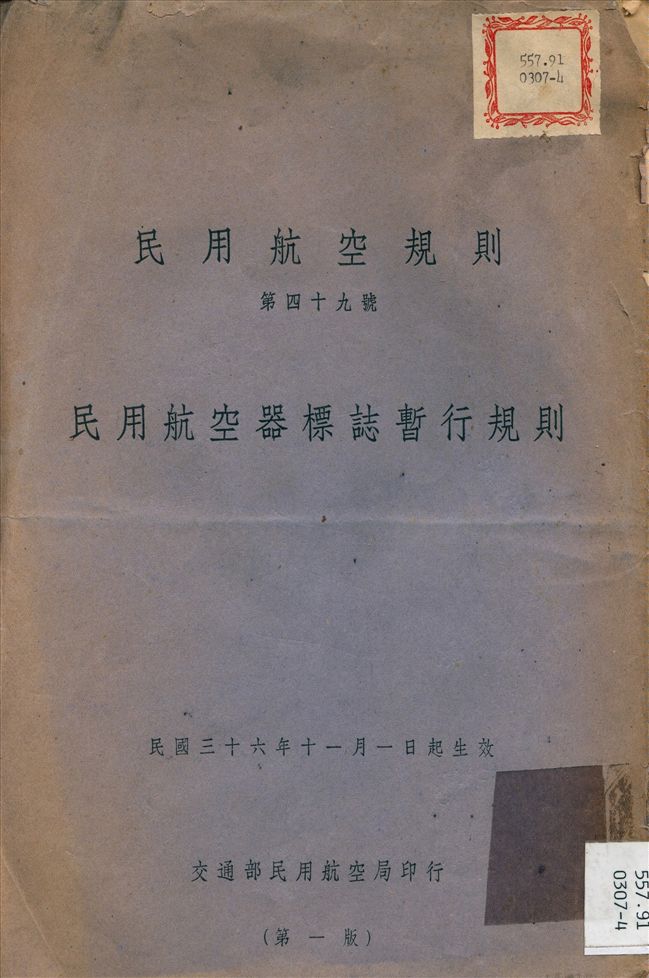 557.91
0307-4
民用航空規則
第四十九號
民用航空器標誌暫行規則
民國三十六年十一月一日起生效
交通部民用航空局印行
(第一版)
557.91
0307-4